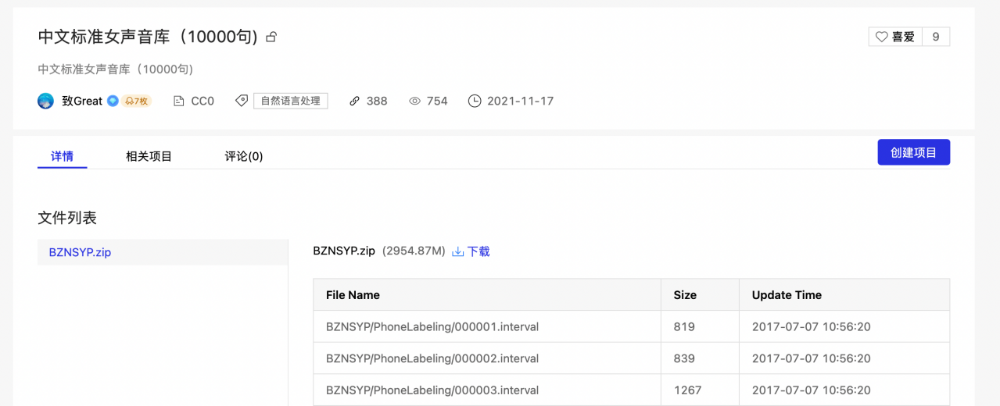 中文标准女声音库（10000句)
喜爱 9
中文标准女声音库（10000句)
致Great 7枚 CC0 自然语言处理 388 754 2021-11-17
详情 相关项目 评论(0) 创建项目
文件列表
BZNSYP.zip
BZNSYP.zip (2954.87M) 下载
File Name Size Update Time
BZNSYP/PhoneLabeling/000001.interval 819 2017-07-07 10:56:20
BZNSYP/PhoneLabeling/000002.interval 839 2017-07-07 10:56:20
BZNSYP/PhoneLabeling/000003.interval 1267 2017-07-07 10:56:20